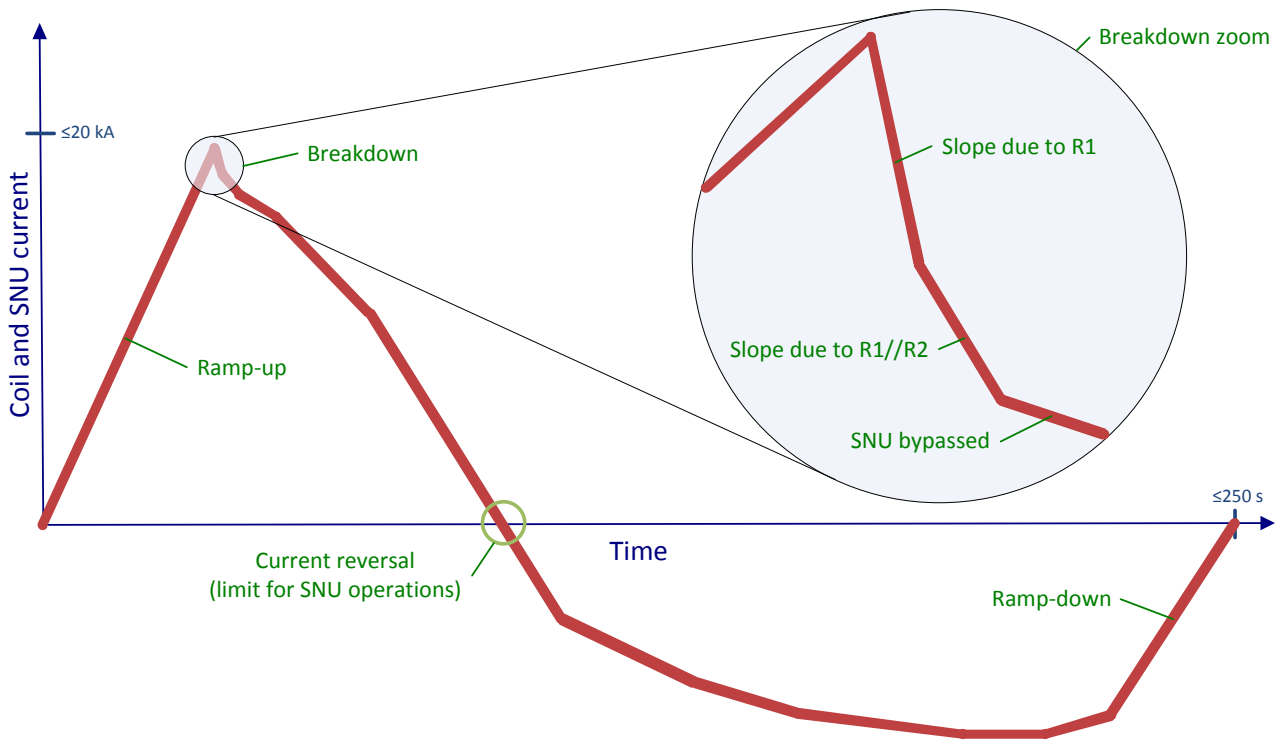 Breakdown zoom
≤20 kA
Breakdown
Slope due to R1
Coil and SNU current
Ramp-up
Slope due to R1//R2
SNU bypassed
≤250 s
Time
Current reversal
(limit for SNU operations)
Ramp-down